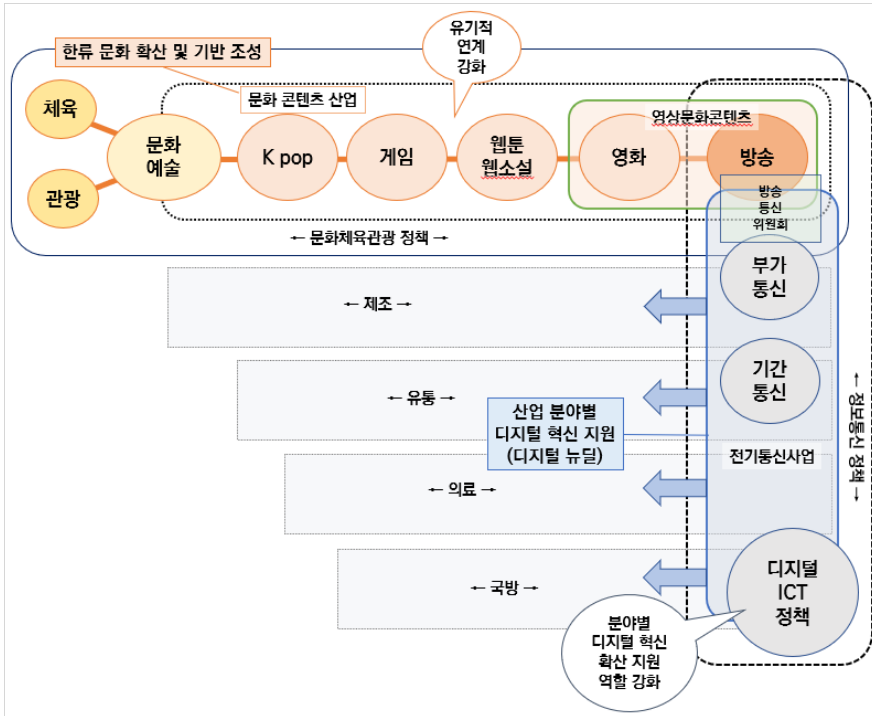 유기적
연계
강화
한류 문화 확산 및 기반 조성
문화 콘텐츠 산업
체육
관광
문화
예술
K pop
게임
웹툰
웹소설
영상문화콘텐츠
영화
방송
방송
통신
위원회
← 문화체육관광 정책 →
부가
통신
← 제조 →
기간
통신
← 유통 →
산업 분야별
디지털 혁신 지원
(디지털 뉴딜)
전기통신사업
← 정보통신 정책 →
← 의료 →
← 국방 →
디지털
ICT
정책
분야별
디지털 혁신
확산 지원
역할 강화